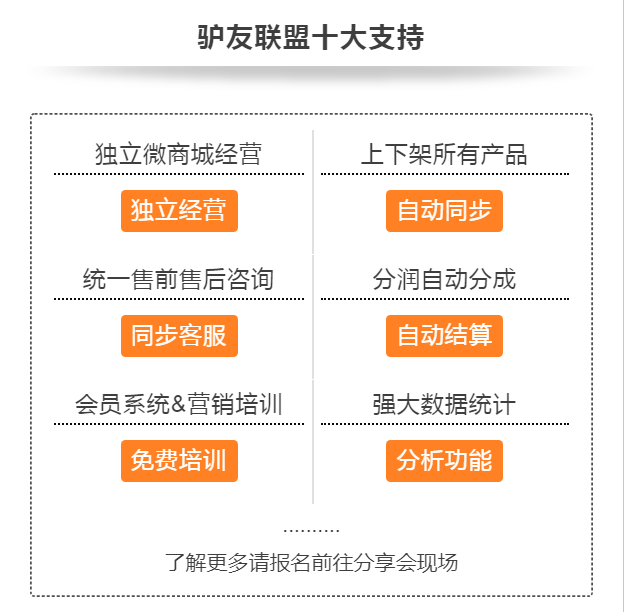 驴友联盟十大支持
独立微商城经营
上下架所有产品
独立经营
自动同步
统一售前售后咨询
分润自动分成
同步客服
自动结算
会员系统&营销培训
强大数据统计
免费培训
分析功能
..........
了解更多请报名前往分享会现场